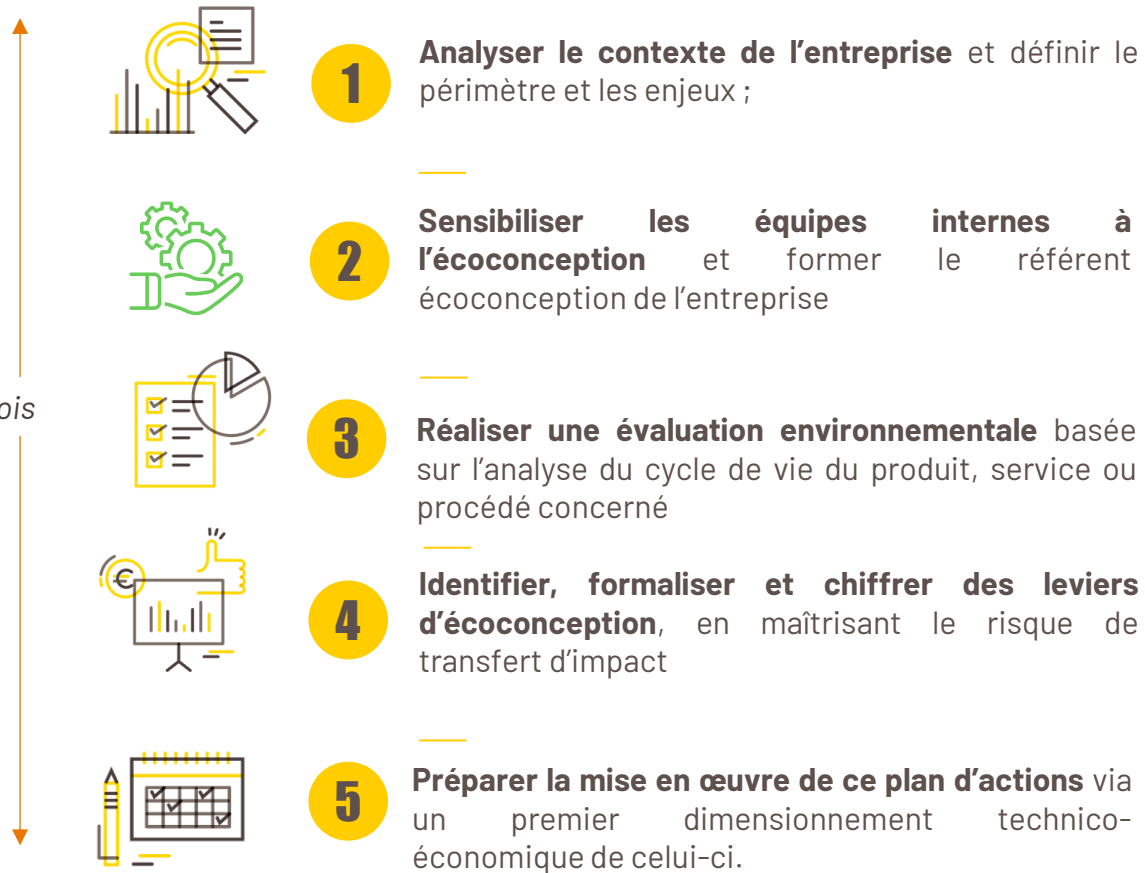 1
Analyser le contexte de l’entreprise et définir le
périmètre et les enjeux ;
2
Sensibiliser les équipes internes à
l’écoconception et former le référent
écoconception de l’entreprise
ois
3
Réaliser une évaluation environnementale basée
sur l’analyse du cycle de vie du produit, service ou
procédé concerné
€
4
Identifier, formaliser et chiffrer des leviers
d’écoconception, en maîtrisant le risque de
transfert d’impact
5
Préparer la mise en œuvre de ce plan d’actions via
un premier dimensionnement technico-
économique de celui-ci.